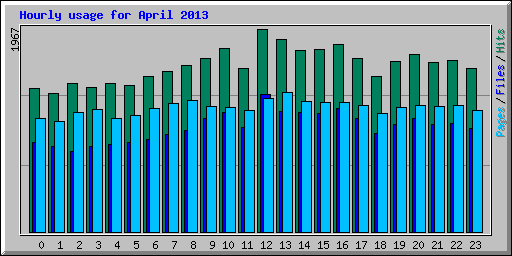 Hourly usage for April 2013
1967
Pages/Files/Hits
0 1 2 3 4 5 6 7 8 9 10 11 12 13 14 15 16 17 18 19 20 21 22 23